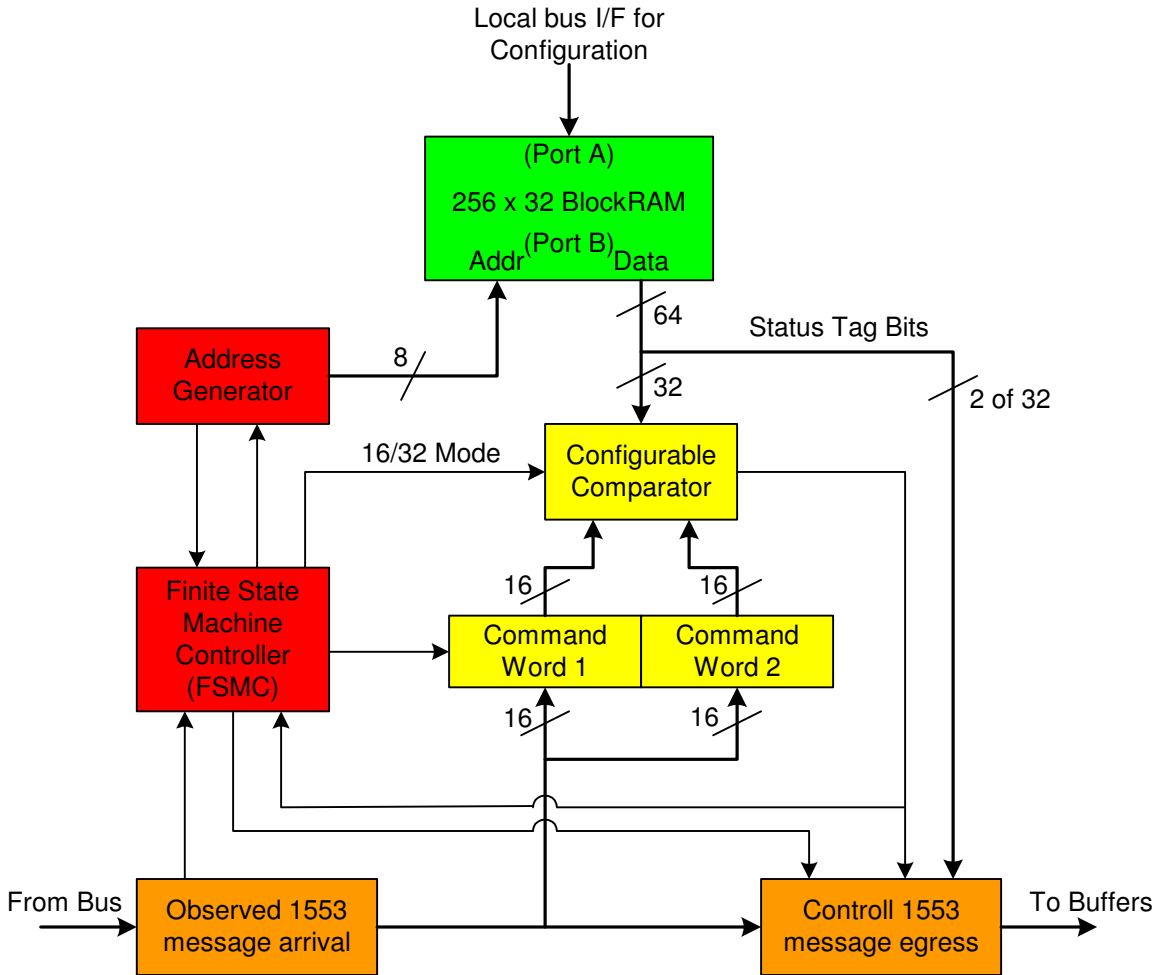 Local bus I/F for
Configuration
(Port A)
256 x 32 BlockRAM
(Port B)
Addr
Data
64
Status Tag Bits
Address
Generator
8
32
2 of 32
16/32 Mode
Configurable
Comparator
Finite State
Machine
Controller
(FSMC)
16
16
Command
Word 1
Command
Word 2
16
16
From Bus
Observed 1553
message arrival
Controll 1553
message egress
To Buffers